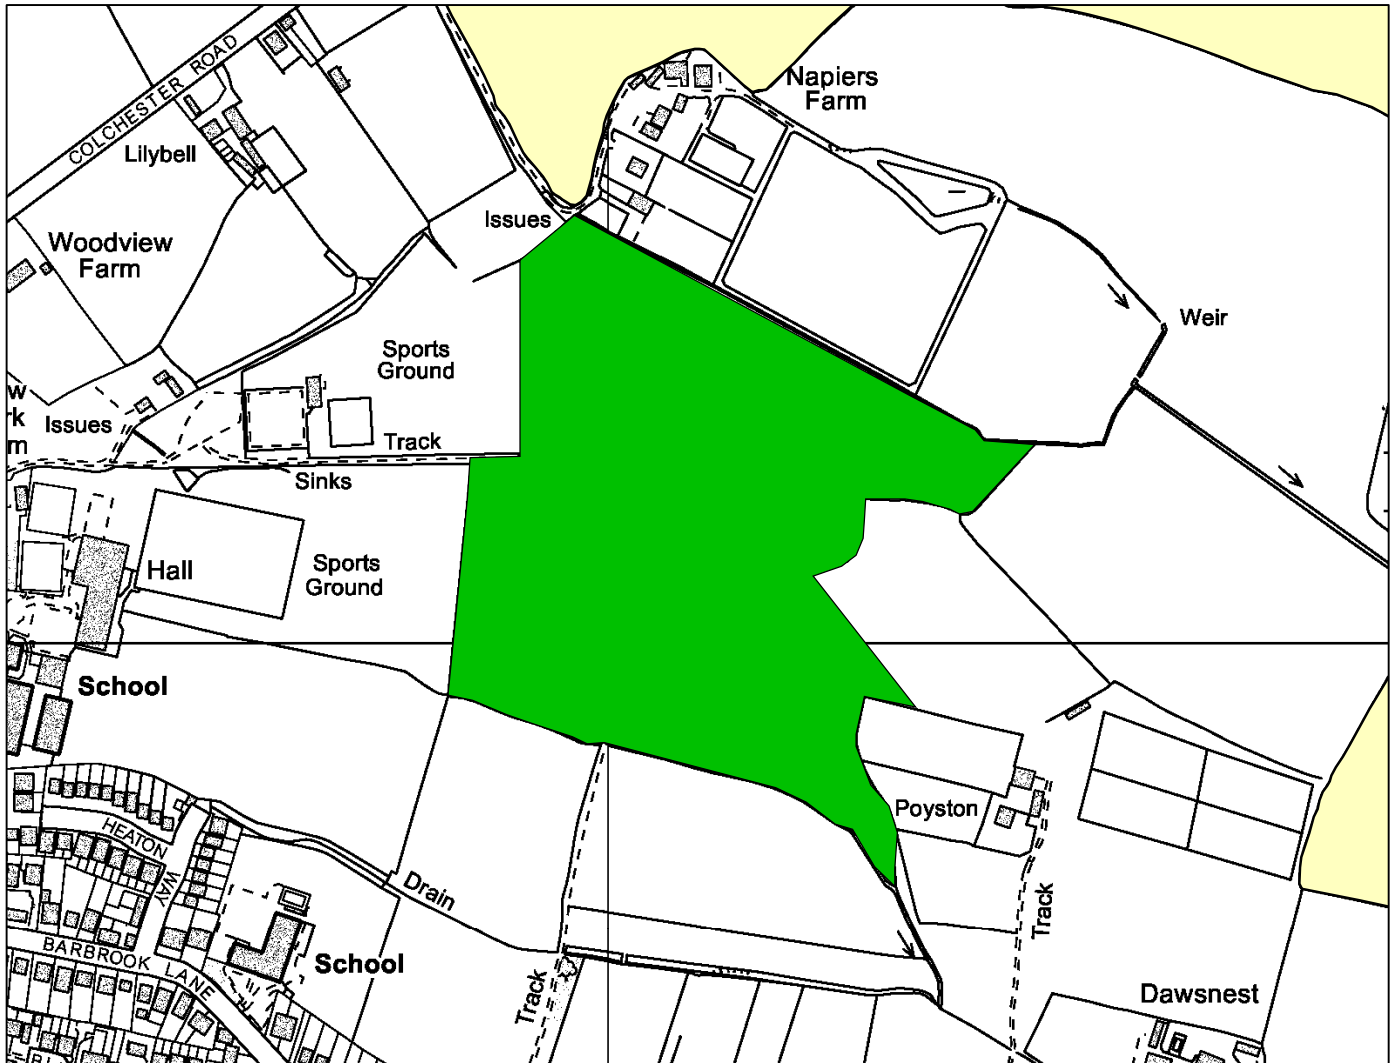 COLCHESTER ROAD
Napiers
Farm
Lilybell
Issues
Woodview
Farm
Weir
Sports
Ground
w
rk
m
Issues
Track
Sinks
Hall
Sports
Ground
School
Poyston
HEATON
WAY
Drain
Track
BARBROOK LANE
School
Track
Dawsnest